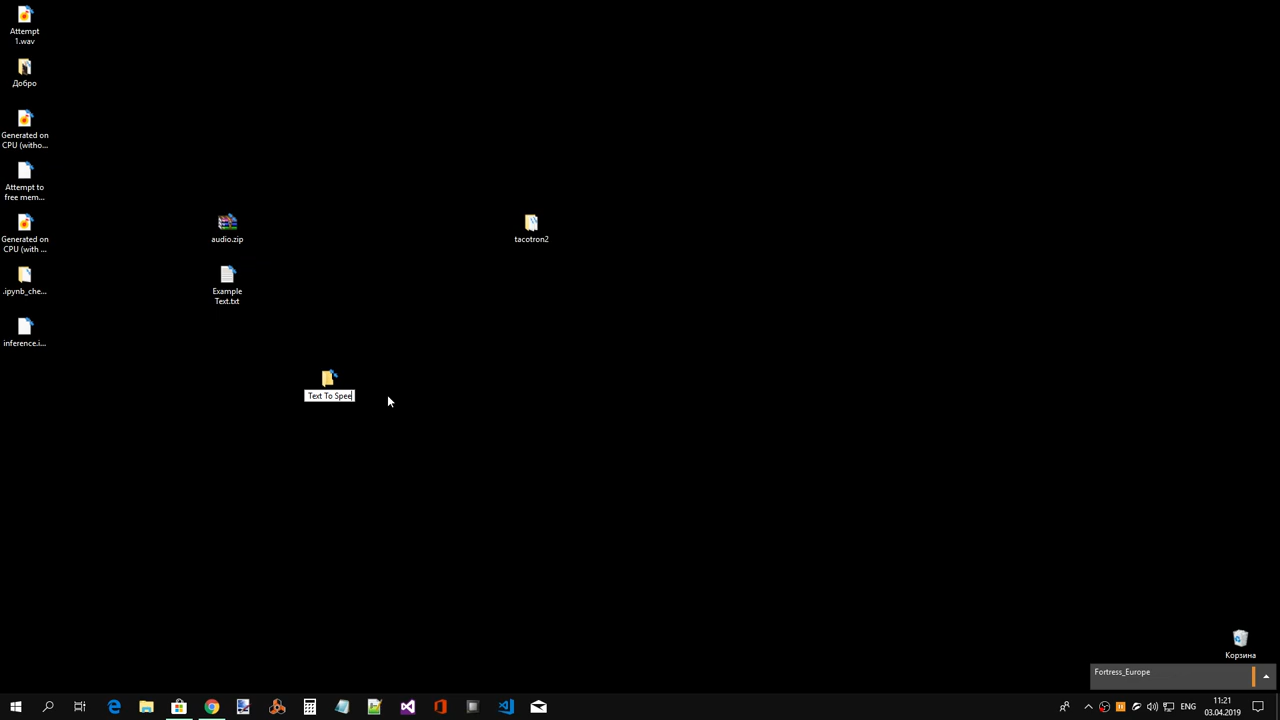 Attempt
1.wav
Добро
Generated on
CPU (witho...
Attempt to
free mem...
Generated on
CPU (with ...
.ipynb_che...
inference.i...
audio.zip
Example
Text.txt
tacotron2
Text To Spee
Корзина
Fortress_Europe
ENG
11:21
03.04.2019